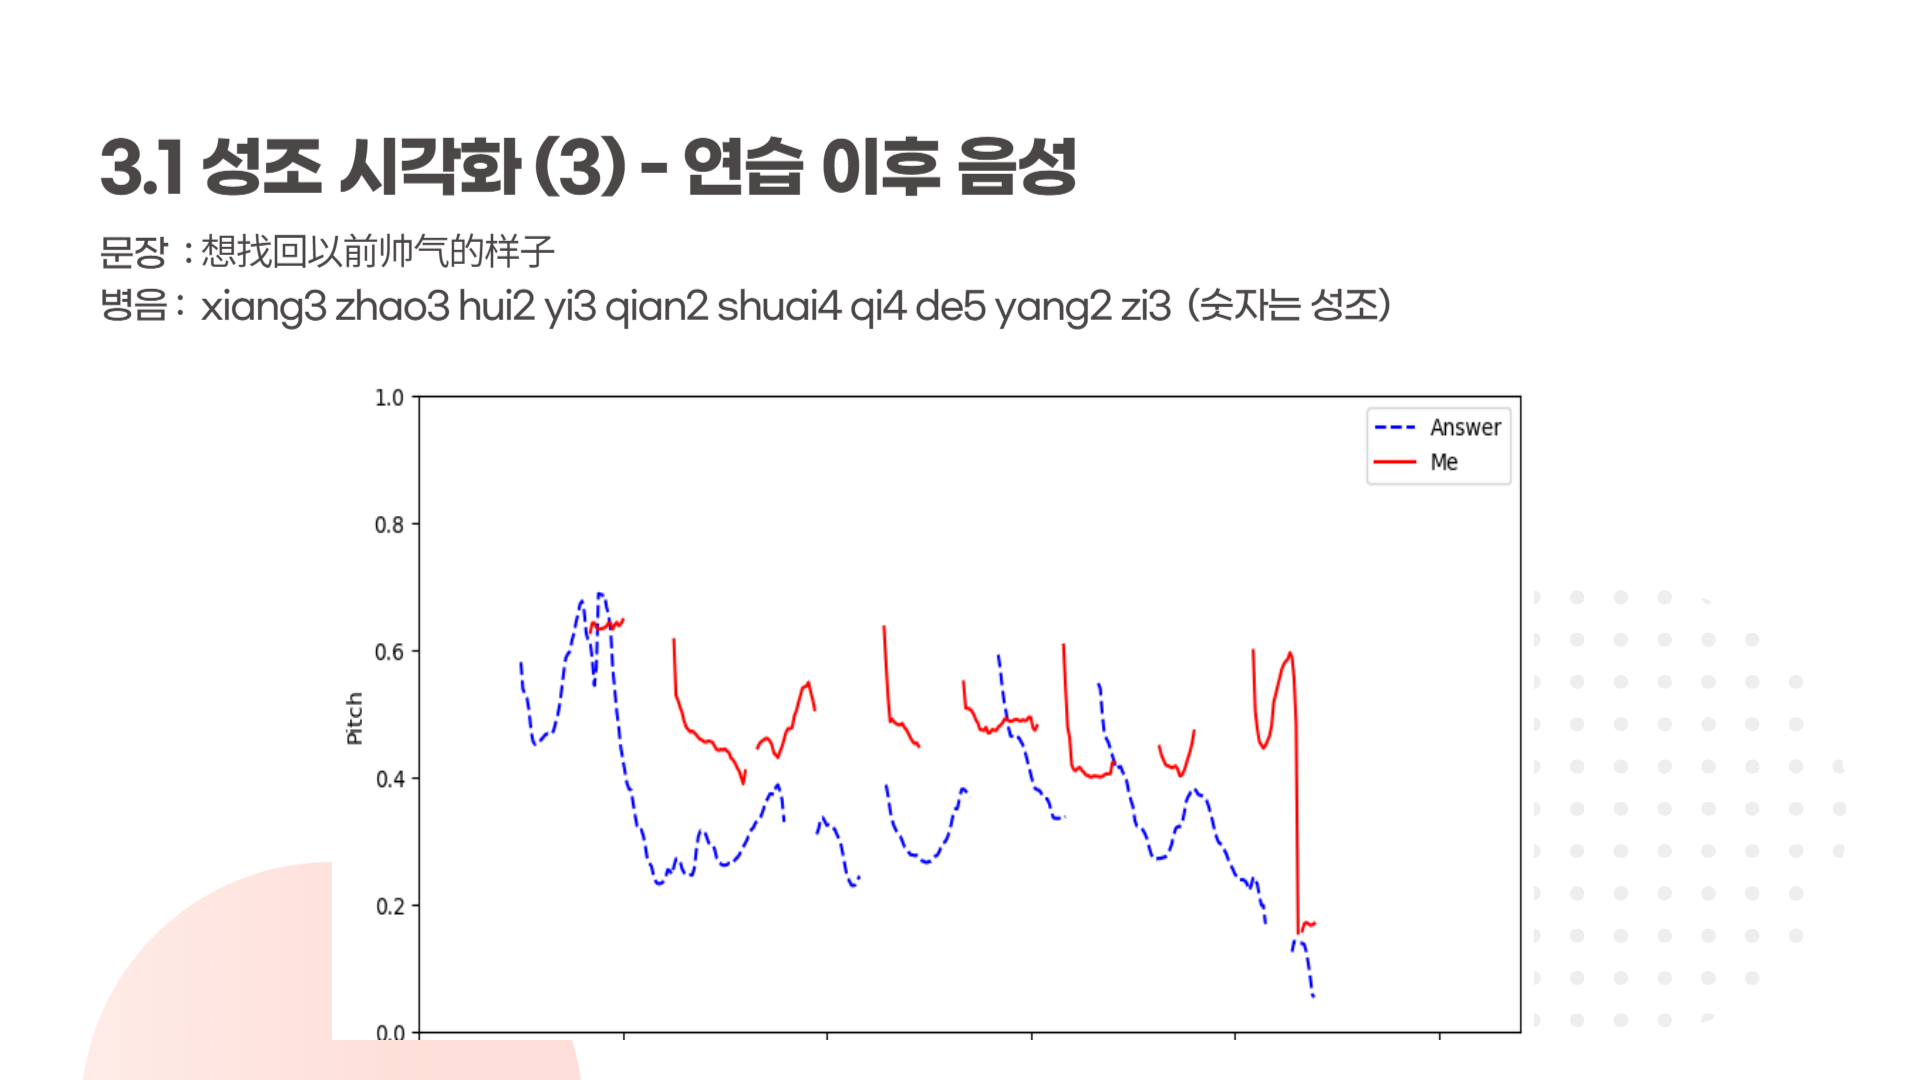 3.1 성조 시각화 (3) - 연습 이후 음성
문장 : 想找回以前帅气的样子
병음 : xiang3 zhao3 hui2 yi3 qian2 shuai4 qi4 de5 yang2 zi3 (숫자는 성조)
1.0
Answer
Me
0.8
0.6
Pitch
0.4
0.2
0.0